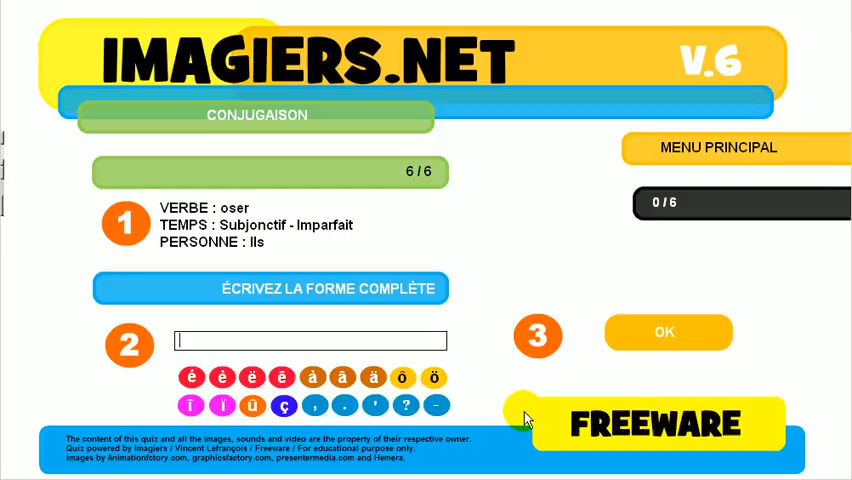 IMAGIERS.NET
V.6
CONJUGAISON
MENU PRINCIPAL
6 / 6
0 / 6
1
VERBE : oser
TEMPS : Subjonctif - Imparfait
PERSONNE : Ils
ÉCRIVEZ LA FORME COMPLÈTE
2
3
OK
é è ë ê à â ä ô ö
î ï û ç , . ' ? -
FREEWARE
The content of this quiz and all the images, sounds and video are the property of their respective owner.
Quiz powered by Imagiers / Vincent Lefrançois / Freeware / For educational purpose only.
Images by Animationfctory.com, graphicsfactory.com, presentermedia.com and Hemera.